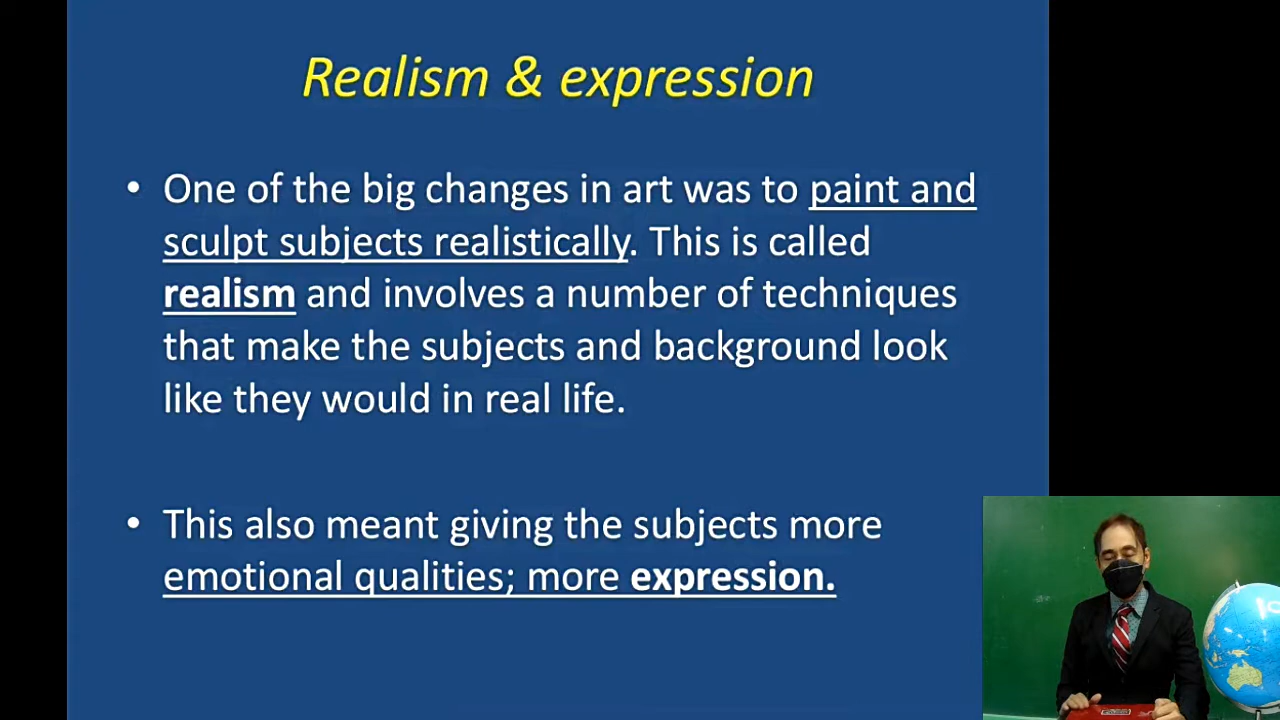 Realism & expression
• One of the big changes in art was to paint and
sculpt subjects realistically. This is called
realism and involves a number of techniques
that make the subjects and background look
like they would in real life.
• This also meant giving the subjects more
emotional qualities; more expression.